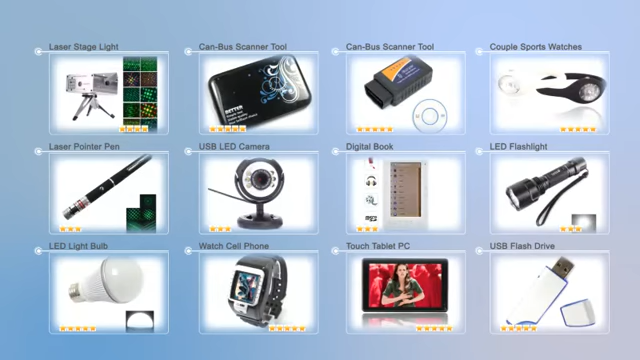 Laser Stage Light
Can-Bus Scanner Tool
Can-Bus Scanner Tool
Couple Sports Watches
Laser Pointer Pen
USB LED Camera
Digital Book
LED Flashlight
LED Light Bulb
Watch Cell Phone
Touch Tablet PC
USB Flash Drive